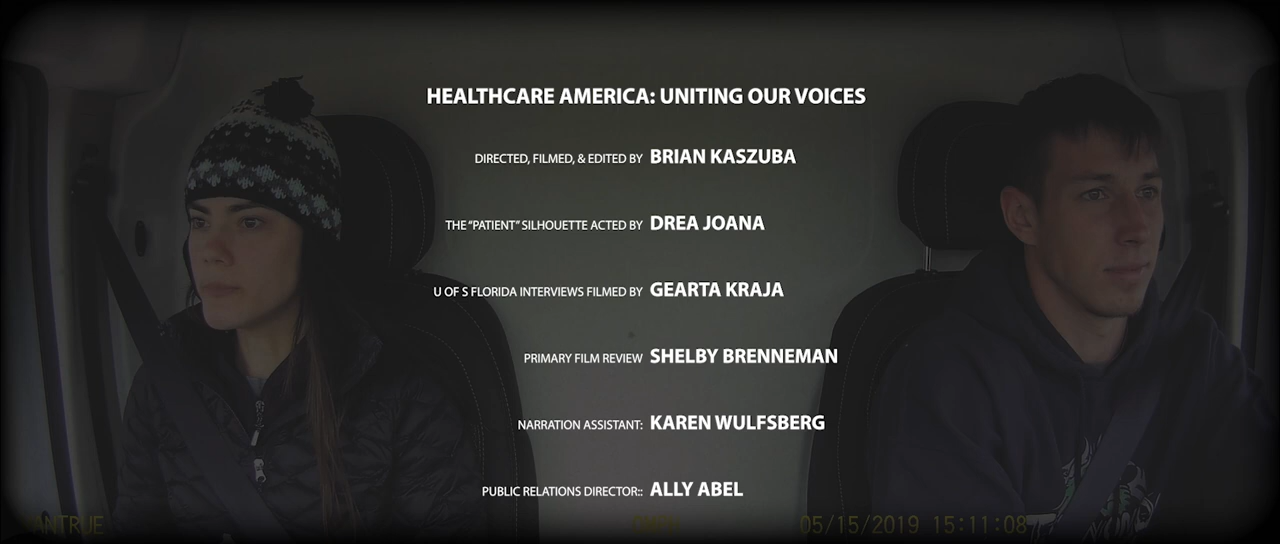 HEALTHCARE AMERICA: UNITING OUR VOICES
DIRECTED, FILMED, & EDITED BY BRIAN KASZUBA
THE "PATIENT" SILHOUETTE ACTED BY DREA JOANA
U OF S FLORIDA INTERVIEWS FILMED BY GEARTA KRAJA
PRIMARY FILM REVIEW SHELBY BRENNEMAN
NARRATION ASSISTANT: KAREN WULFSBERG
PUBLIC RELATIONS DIRECTOR:: ALLY ABEL
05/15/2019 15:11:08